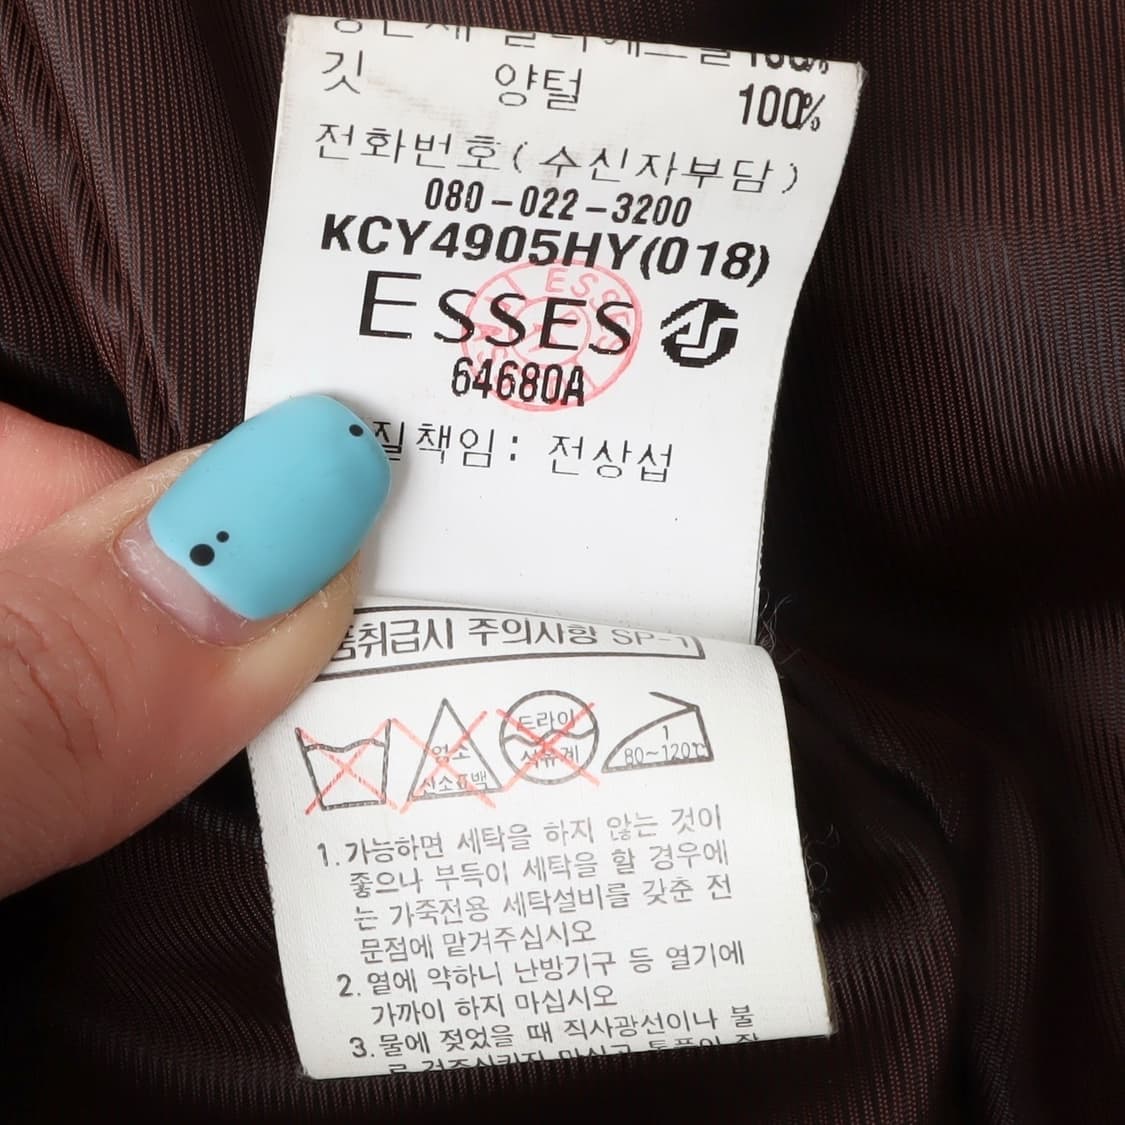 100%
깃 양털 100%
전화번호(수신자부담)
080-022-3200
KCY4905HY(018)
ESSES
ESSES
64680A
질책임: 전상섭
취급시 주의사항 SP-1
염소
산소표백
드라이
석유계
1
80~120℃
1. 가능하면 세탁을 하지 않는 것이
좋으나 부득이 세탁을 할 경우에
는 가죽전용 세탁설비를 갖춘 전
문점에 맡겨주십시오
2. 열에 약하니 난방기구 등 열기에
가까이 하지 마십시오
3. 물에 젖었을 때 직사광선이나 불